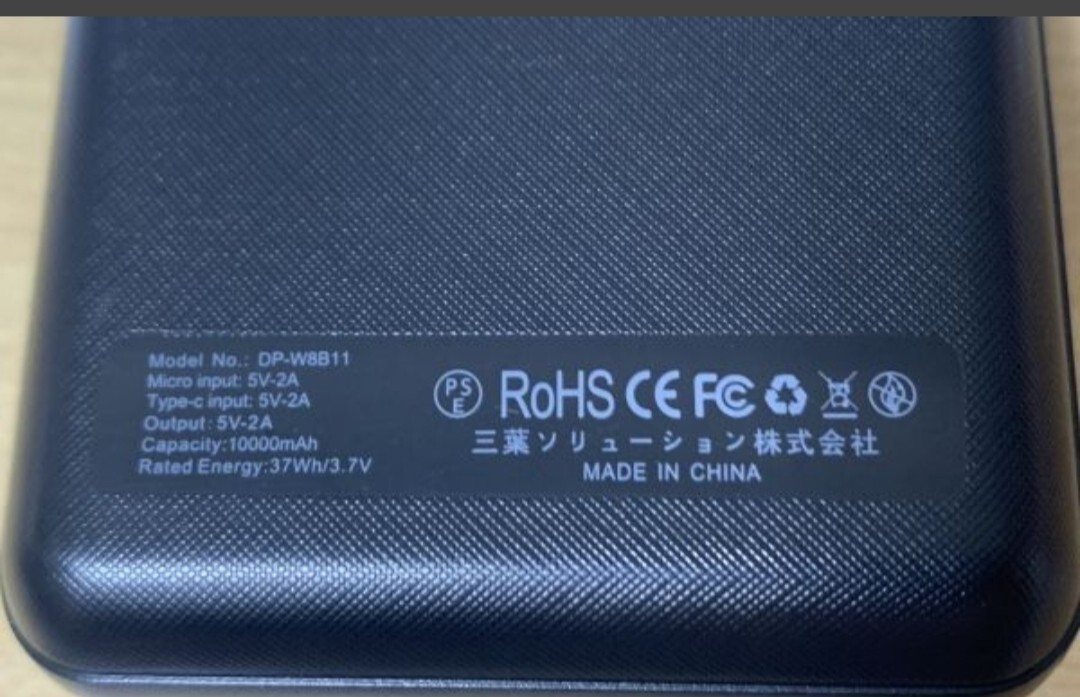 Model No.: DP-W8B11
Micro input: 5V-2A
Type-c input: 5V-2A
Output: 5V-2A
Capacity:10000mAh
Rated Energy:37Wh/3.7V
PSE RoHS CE FC
三葉ソリューション株式会社
MADE IN CHINA